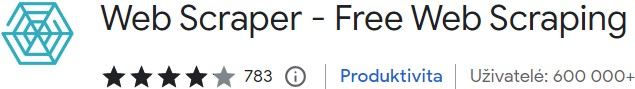 Web Scraper - Free Web Scraping
783 Produktivita Uživatelé: 600 000+